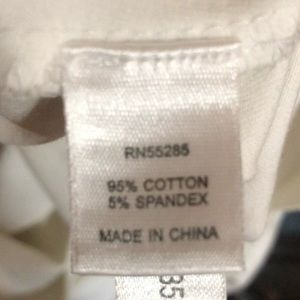 RN55285
95% COTTON
5% SPANDEX
MADE IN CHINA